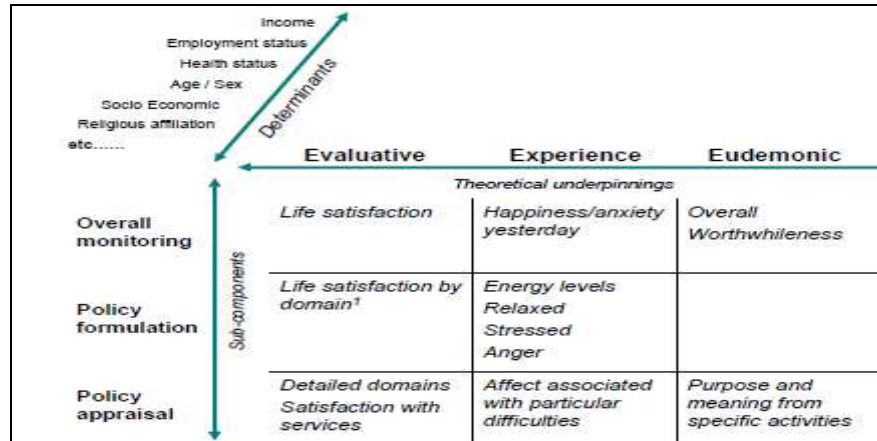 Income
Employment status
Health status
Age / Sex
Socio Economic
Religious affiliation
etc......
Determinants
Evaluative Experience Eudemonic
Theoretical underpinnings
Sub-components
Overall
monitoring
Life satisfaction
Happiness/anxiety
yesterday
Overall
Worthwhileness
Policy
formulation
Life satisfaction by
domain¹
Energy levels
Relaxed
Stressed
Anger
Policy
appraisal
Detailed domains
Satisfaction with
services
Affect associated
with particular
difficulties
Purpose and
meaning from
specific activities